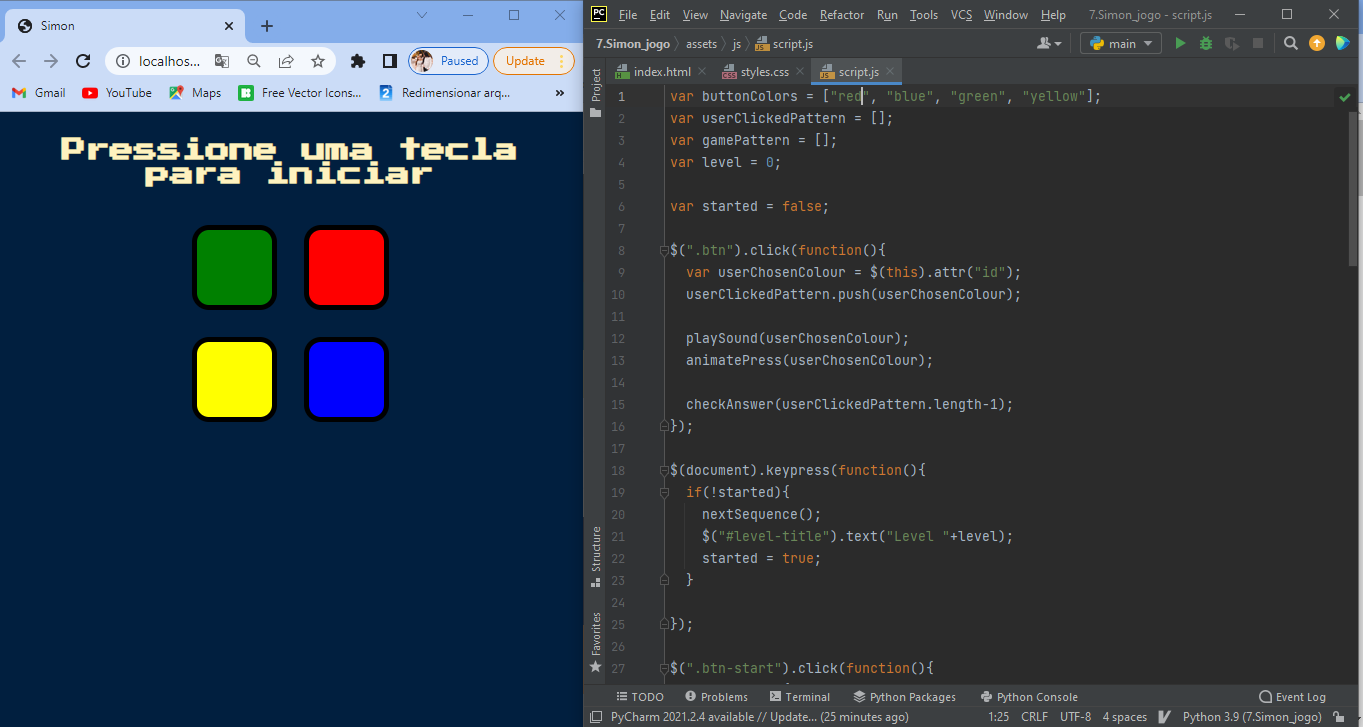 Simon
localhos...
Paused
Update
Gmail
YouTube
Maps
Free Vector Icons...
Redimensionar arq...
»
Pressione uma tecla
para iniciar
PC
File Edit View Navigate Code Refactor Run Tools VCS Window Help
7.Simon_jogo - script.js
7.Simon_jogo assets js script.js
main
index.html
styles.css
script.js
Project
Structure
Favorites
1 var buttonColors = ["red", "blue", "green", "yellow"];
2 var userClickedPattern = [];
3 var gamePattern = [];
4 var level = 0;
5
6 var started = false;
7
8 $(".btn").click(function(){
9 var userChosenColour = $(this).attr("id");
10 userClickedPattern.push(userChosenColour);
11
12 playSound(userChosenColour);
13 animatePress(userChosenColour);
14
15 checkAnswer(userClickedPattern.length-1);
16 });
17
18 $(document).keypress(function(){
19 if(!started){
20 nextSequence();
21 $("#level-title").text("Level "+level);
22 started = true;
23 }
24
25 });
26
27 $(".btn-start").click(function(){
TODO
Problems
Terminal
Python Packages
Python Console
Event Log
PyCharm 2021.2.4 available // Update... (25 minutes ago)
1:25 CRLF UTF-8 4 spaces
Python 3.9 (7.Simon_jogo)